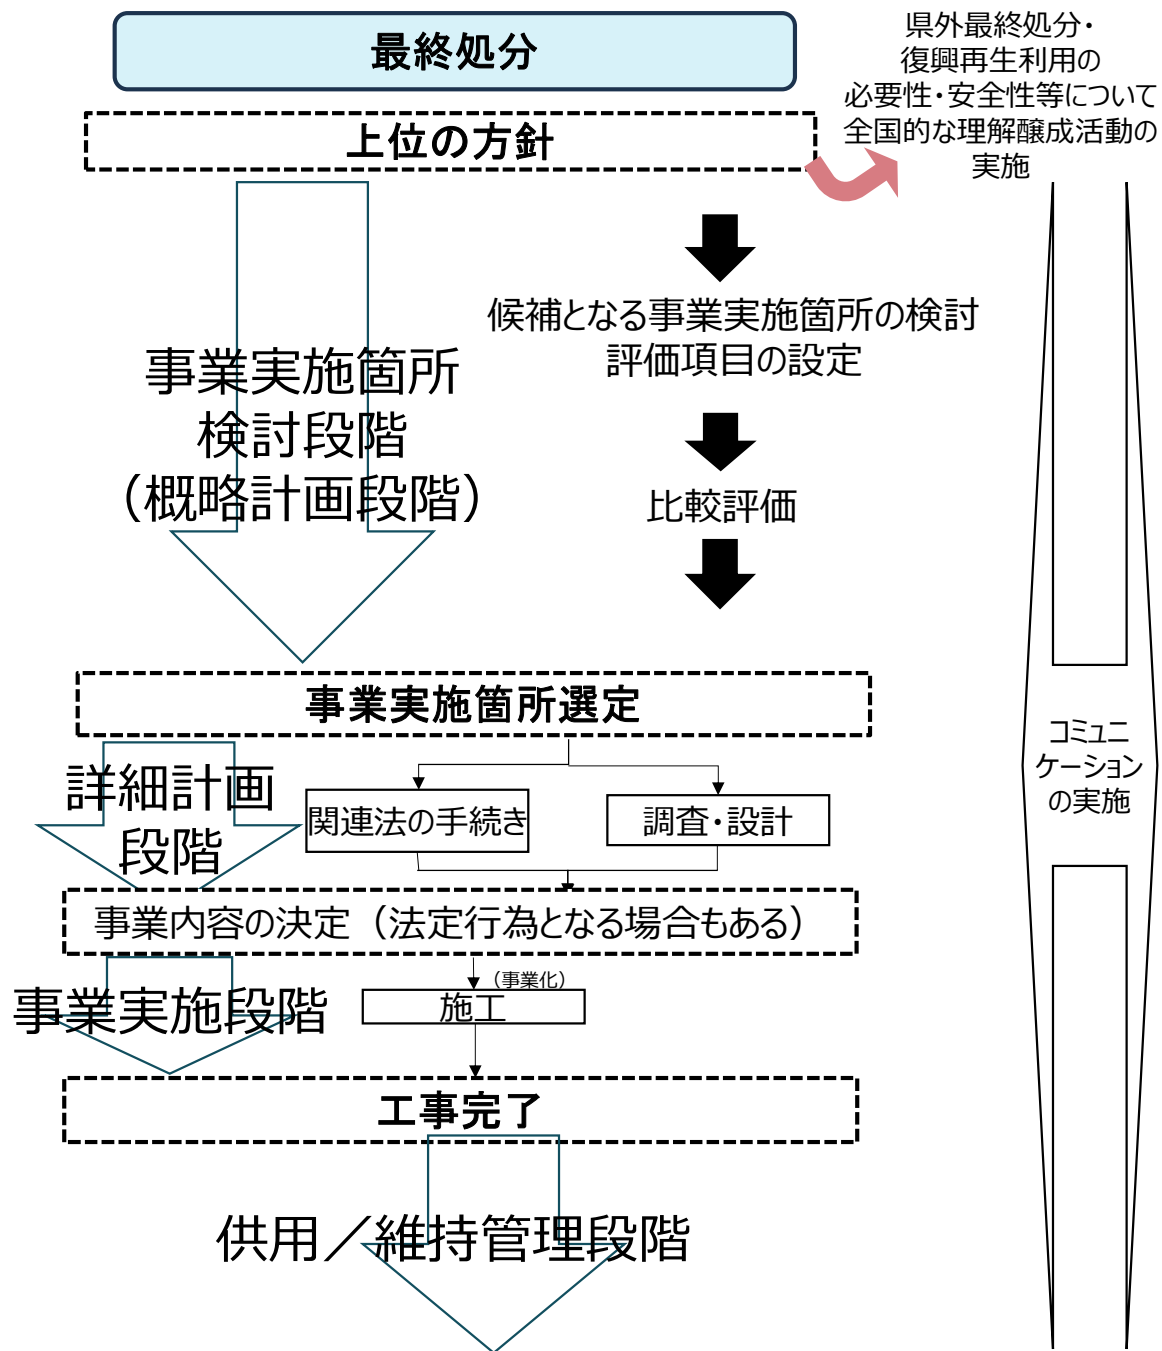 最終処分
県外最終処分・
復興再生利用の
必要性・安全性等について
全国的な理解醸成活動の
実施
上位の方針
候補となる事業実施箇所の検討
評価項目の設定
事業実施箇所
検討段階
（概略計画段階）
比較評価
事業実施箇所選定
コミュニ
ケーション
の実施
詳細計画
段階
関連法の手続き
調査・設計
事業内容の決定（法定行為となる場合もある）
事業実施段階
（事業化）
施工
工事完了
供用／維持管理段階